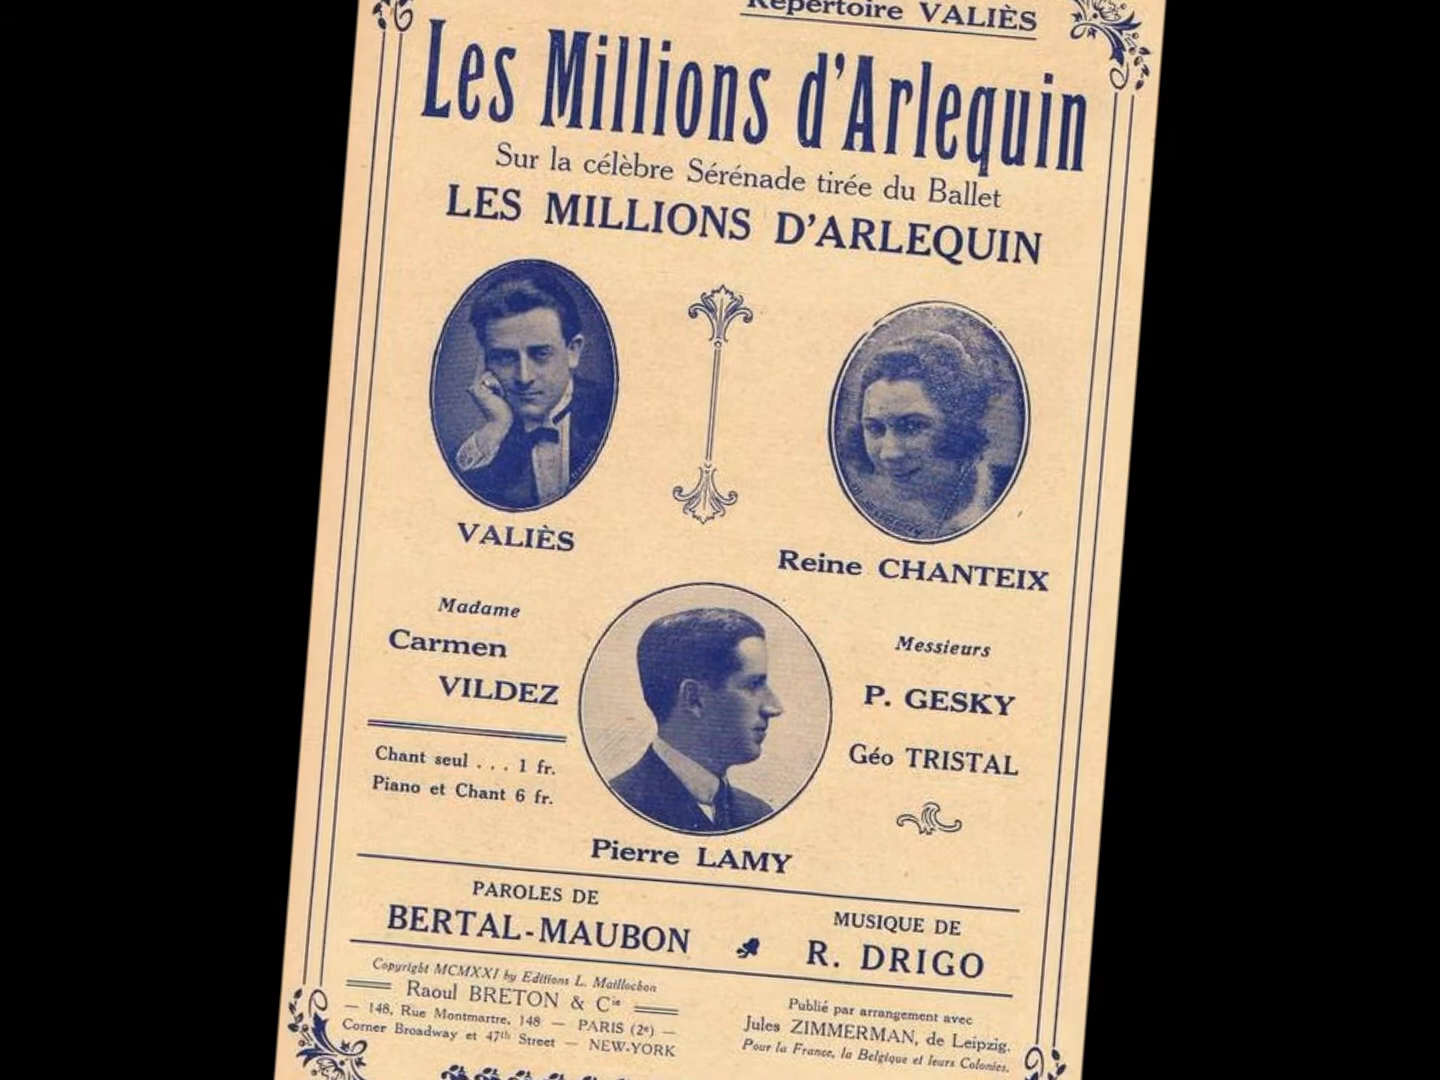 Répertoire VALIÈS
Les Millions d'Arlequin
Sur la célèbre Sérénade tirée du Ballet
LES MILLIONS D'ARLEQUIN
VALIÈS
Reine CHANTEIX
Madame
Carmen
VILDEZ
Messieurs
P. GESKY
Géo TRISTAL
Chant seul . . . 1 fr.
Piano et Chant 6 fr.
Pierre LAMY
PAROLES DE
BERTAL-MAUBON
MUSIQUE DE
R. DRIGO
Copyright MCMXXI by Editions L. Maillochon
Raoul BRETON & Cie
— 148, Rue Montmartre, 148 — PARIS (2e) —
Corner Broadway et 47th Street — NEW-YORK
Publié par arrangement avec
Jules ZIMMERMAN, de Leipzig.
Pour la France, la Belgique et leurs Colonies.